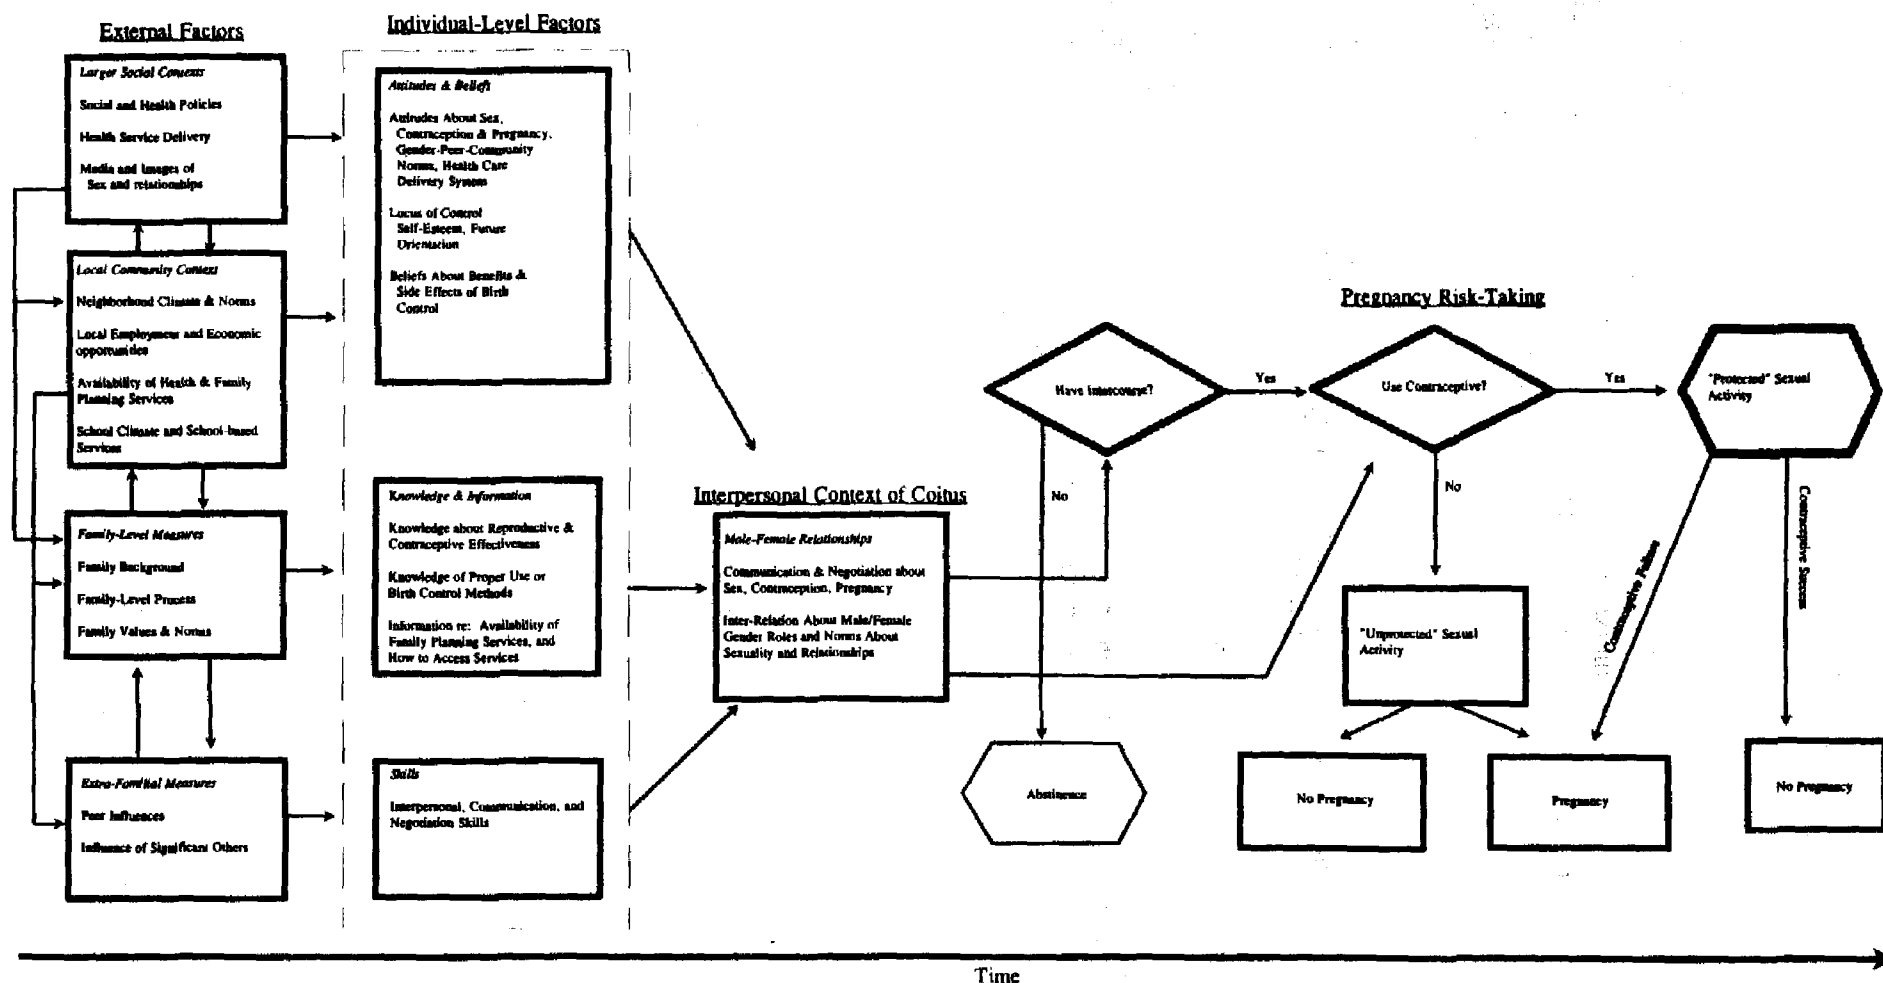 External Factors
Larger Social Contexts
Social and Health Policies
Health Service Delivery
Media and Images of
Sex and relationships
Local Community Context
Neighborhood Climate & Norms
Local Employment and Economic
opportunities
Availability of Health & Family
Planning Services
School Climate and School-based
Services
Family-Level Measures
Family Background
Family-Level Process
Family Values & Norms
Extra-Familial Measures
Peer Influences
Influence of Significant Others
Individual-Level Factors
Attitudes & Beliefs
Attitudes About Sex,
Contraception & Pregnancy,
Gender-Peer-Community
Norms, Health Care
Delivery System
Locus of Control
Self-Esteem, Future
Orientation
Beliefs About Benefits &
Side Effects of Birth
Control
Knowledge & Information
Knowledge about Reproductive &
Contraceptive Effectiveness
Knowledge of Proper Use or
Birth Control Methods
Information re: Availability of
Family Planning Services, and
How to Access Services
Skills
Interpersonal, Communication, and
Negotiation Skills
Interpersonal Context of Coitus
Male-Female Relationships
Communication & Negotiation about
Sex, Contraception, Pregnancy
Inter-Relation About Male/Female
Gender Roles and Norms About
Sexuality and Relationships
Pregnancy Risk-Taking
Have Intercourse?
Yes
Use Contraceptive?
Yes
"Protected" Sexual
Activity
No
No
Contraceptive Failure
Contraceptive Success
"Unprotected" Sexual
Activity
Abstinence
No Pregnancy
Pregnancy
No Pregnancy
Time